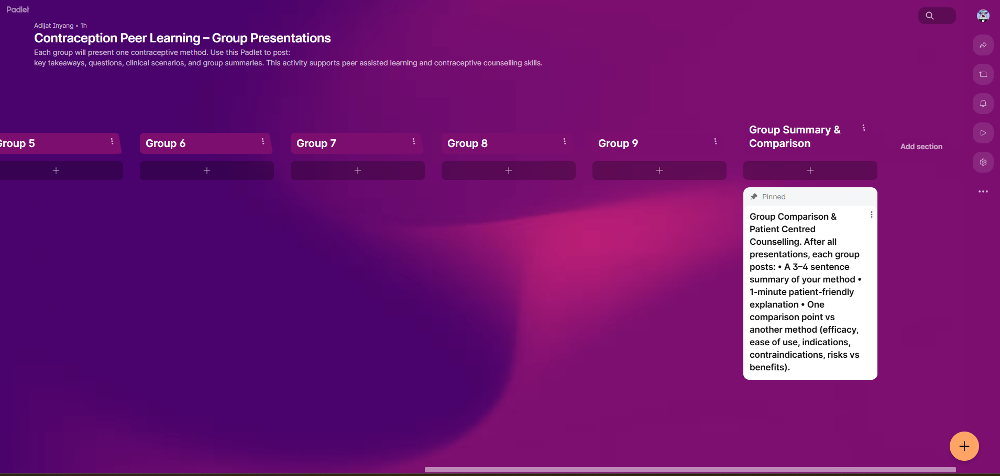 Padlet
Adijat Inyang • 1h
Contraception Peer Learning – Group Presentations
Each group will present one contraceptive method. Use this Padlet to post:
key takeaways, questions, clinical scenarios, and group summaries. This activity supports peer assisted learning and contraceptive counselling skills.
Group 5
Group 6
Group 7
Group 8
Group 9
Group Summary &
Comparison
Add section
Pinned
Group Comparison &
Patient Centred
Counselling. After all
presentations, each group
posts: • A 3–4 sentence
summary of your method •
1-minute patient-friendly
explanation • One
comparison point vs
another method (efficacy,
ease of use, indications,
contraindications, risks vs
benefits).